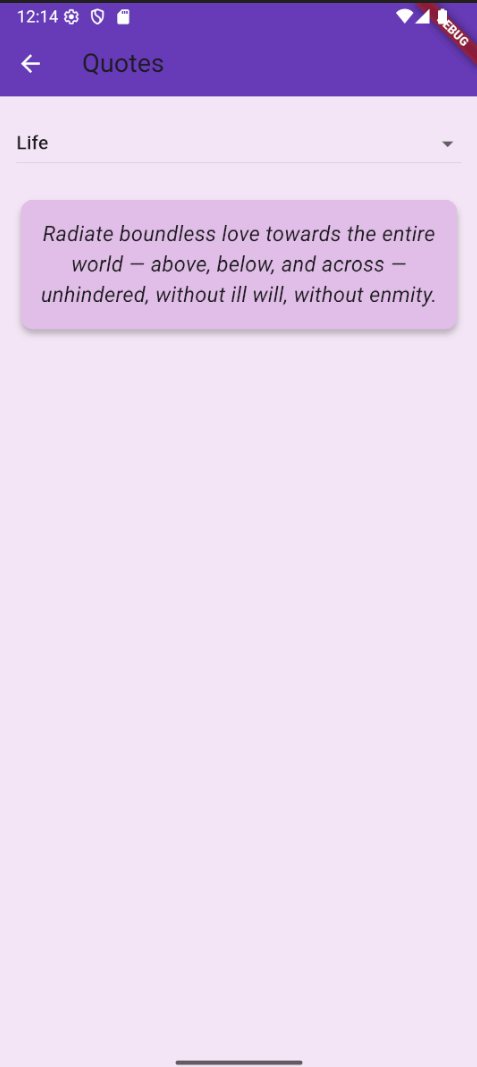 12:14
DEBUG
Quotes
Life
Radiate boundless love towards the entire
world — above, below, and across —
unhindered, without ill will, without enmity.